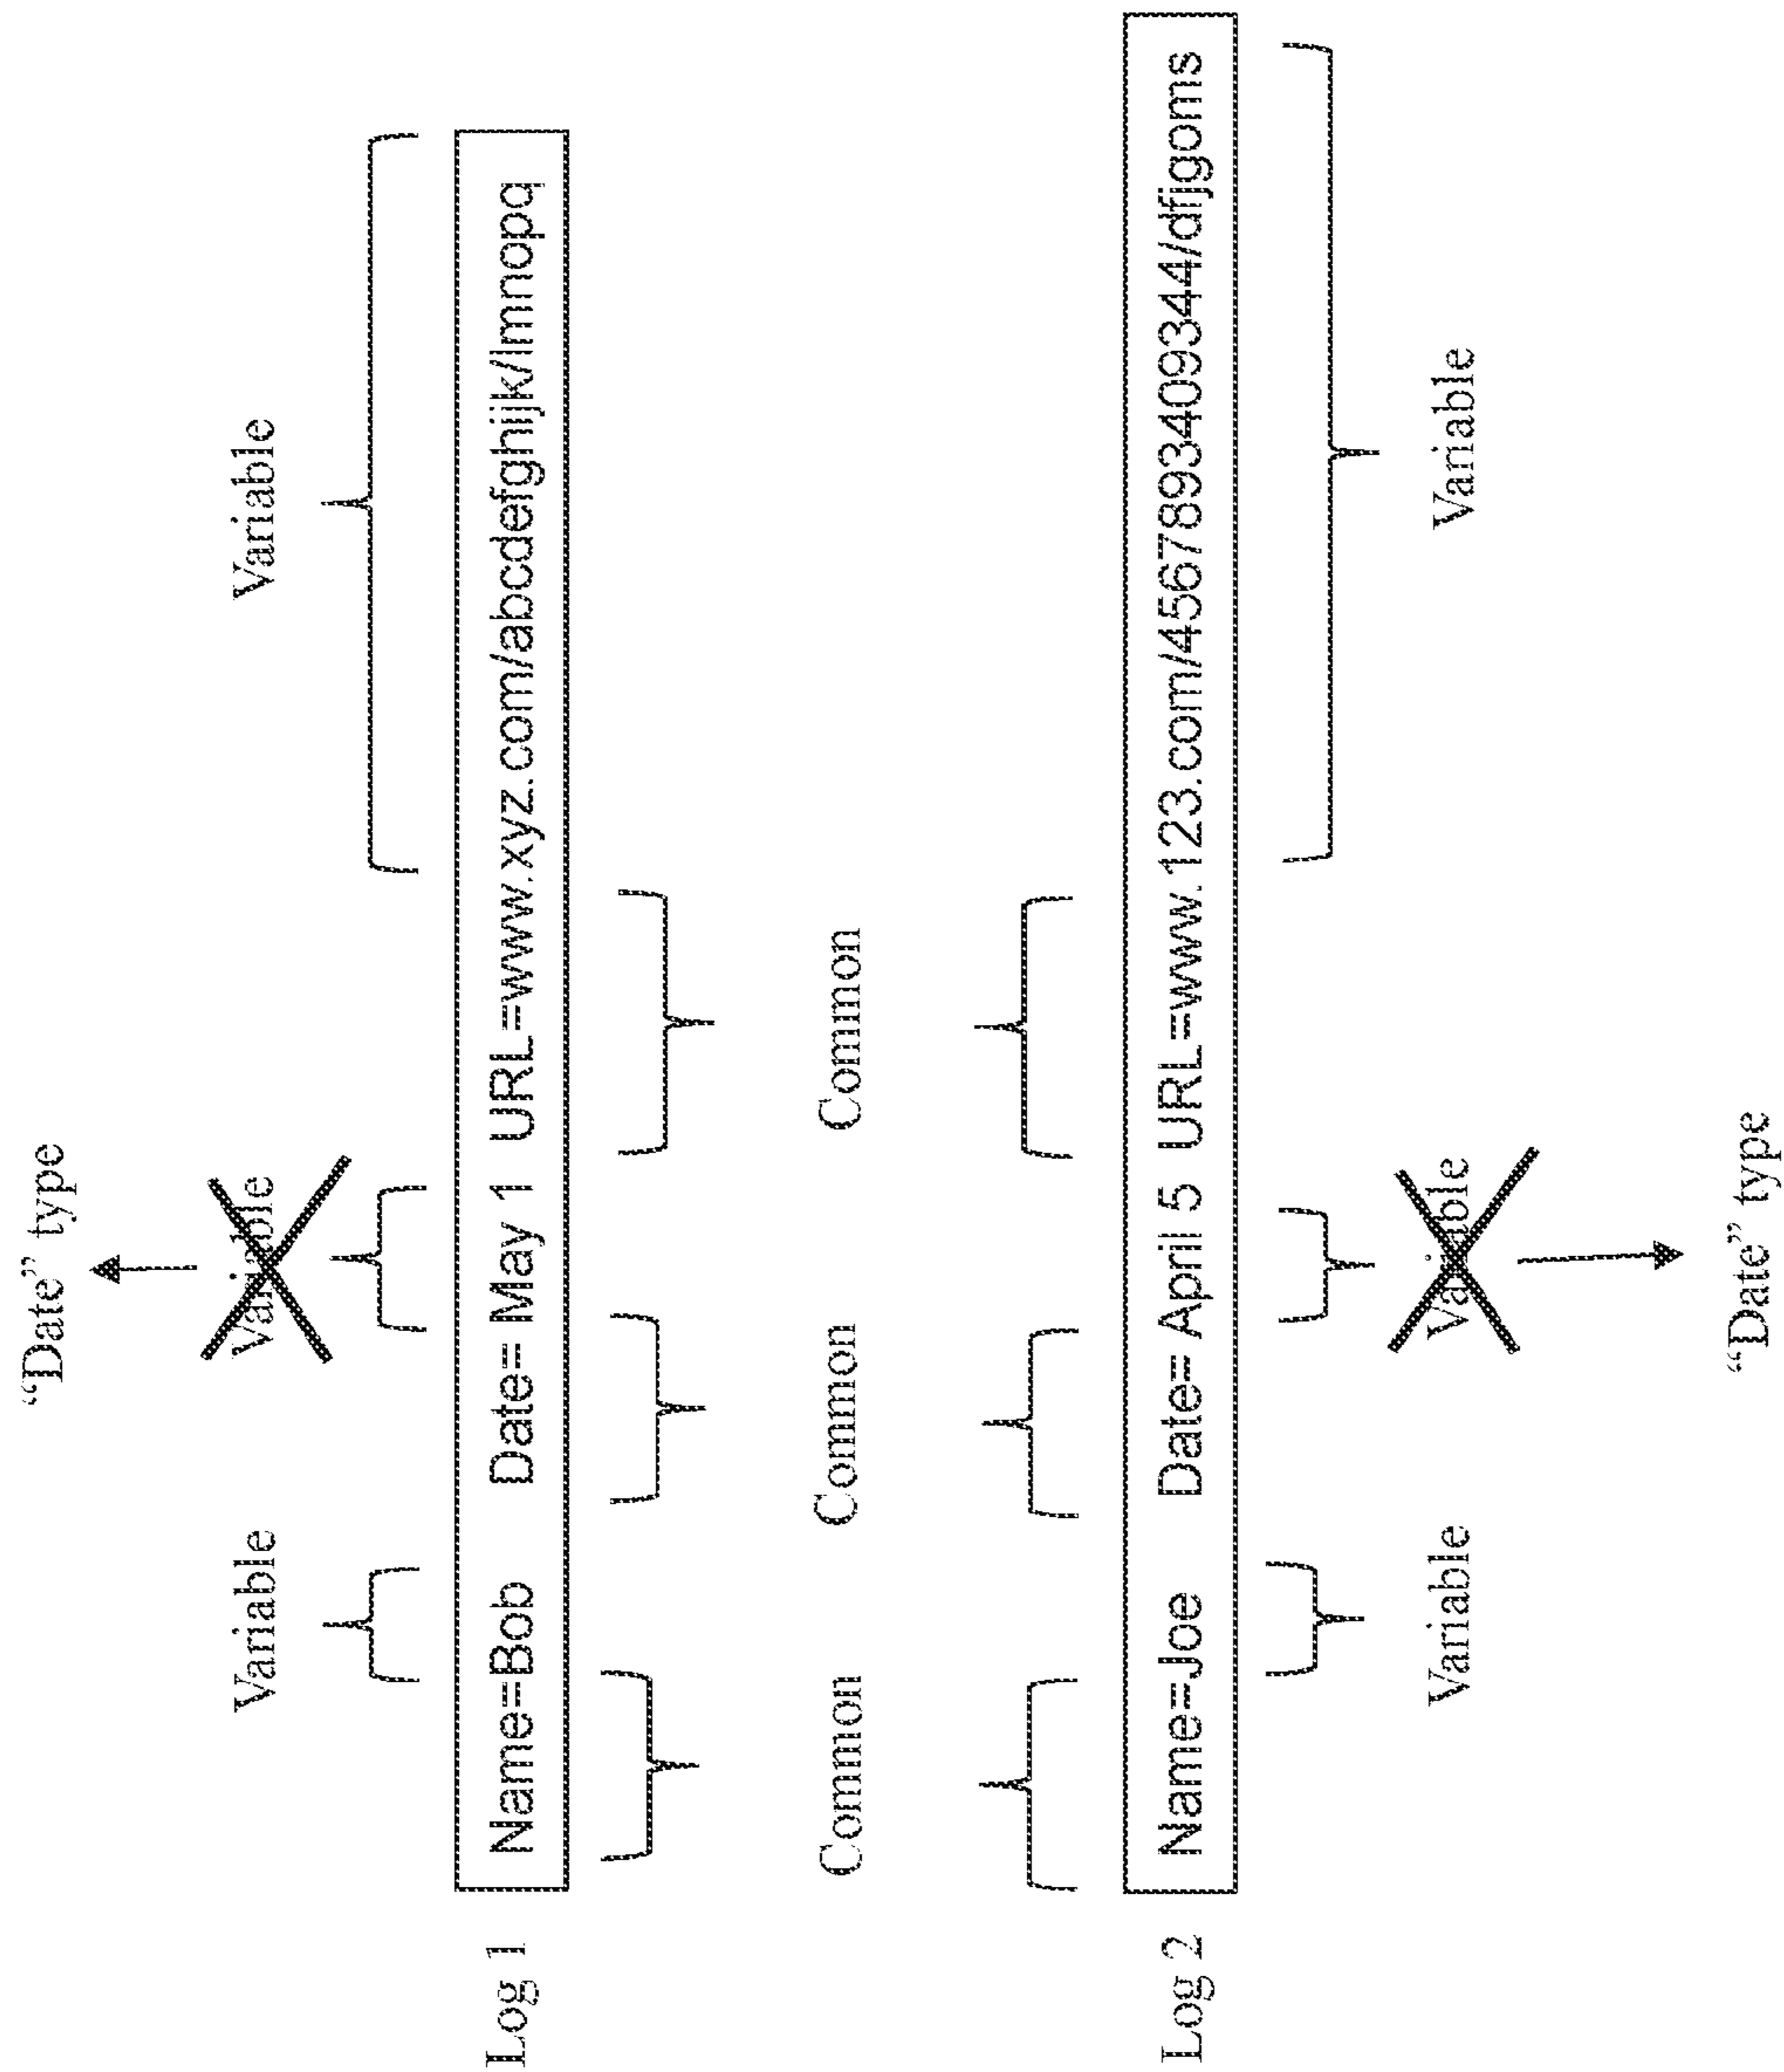 “Date” type
Variable Variable Variable
Log 1 Name=Bob Date= May 1 URL=www.xyz.com/abcdefghijk/lmnopq
Common Common Common
Log 2 Name=Joe Date= April 5 URL=www.123.com/4567893409344/dfjgoms
Variable Variable Variable
“Date” type